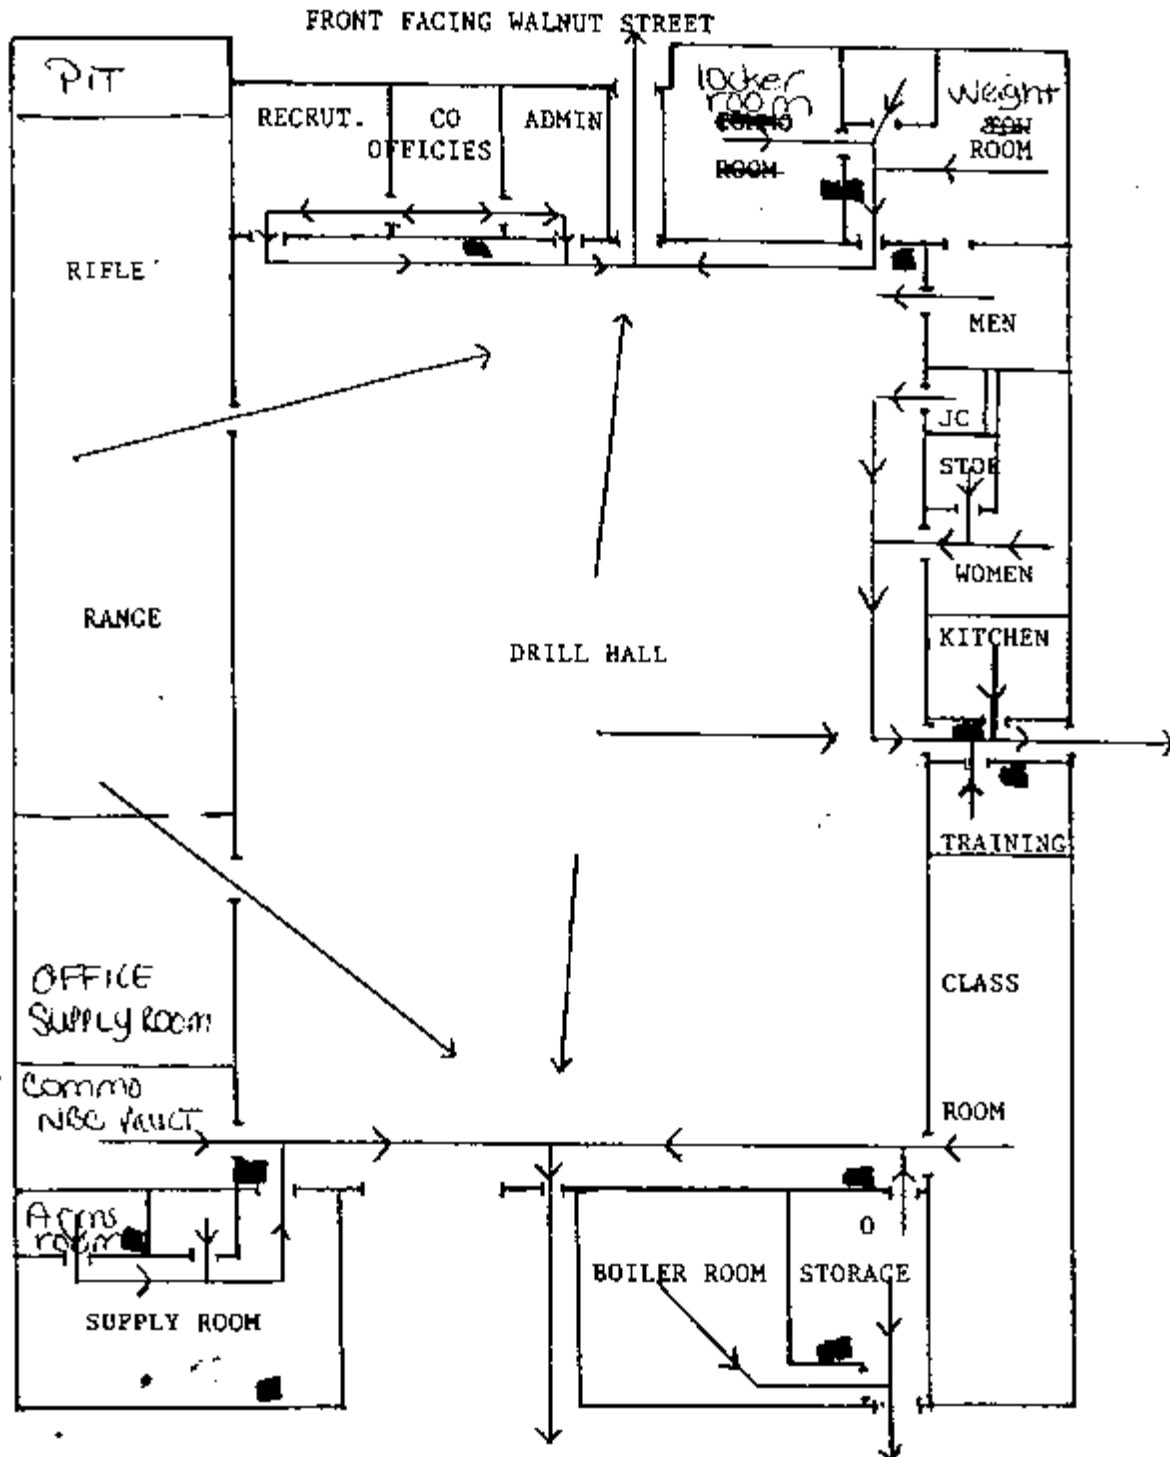 FRONT FACING WALNUT STREET
PIT
RECRUT.
CO
OFFICIES
ADMIN
locker
room
ROOM
Weight
ROOM
RIFLE
MEN
JC
STOR
WOMEN
RANGE
KITCHEN
DRILL HALL
TRAINING
OFFICE
SUPPLY ROOM
CLASS
Commo
NBC VAULT
ROOM
Arms
room
O
BOILER ROOM
STORAGE
SUPPLY ROOM